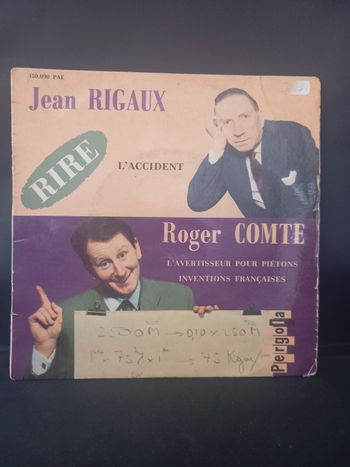 450.090 PAE
Jean RIGAUX
RIRE
L'ACCIDENT
Roger COMTE
L'AVERTISSEUR POUR PIÉTONS
INVENTIONS FRANÇAISES
Pergola